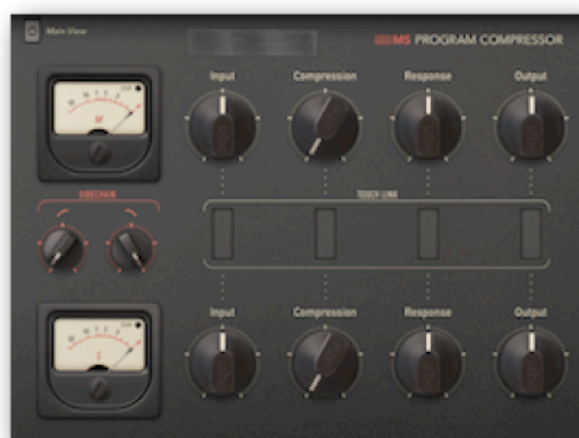 Main View
MS PROGRAM COMPRESSOR
Input Compression Response Output
M
SIDECHAIN
TOUCH LINK
Input Compression Response Output
S